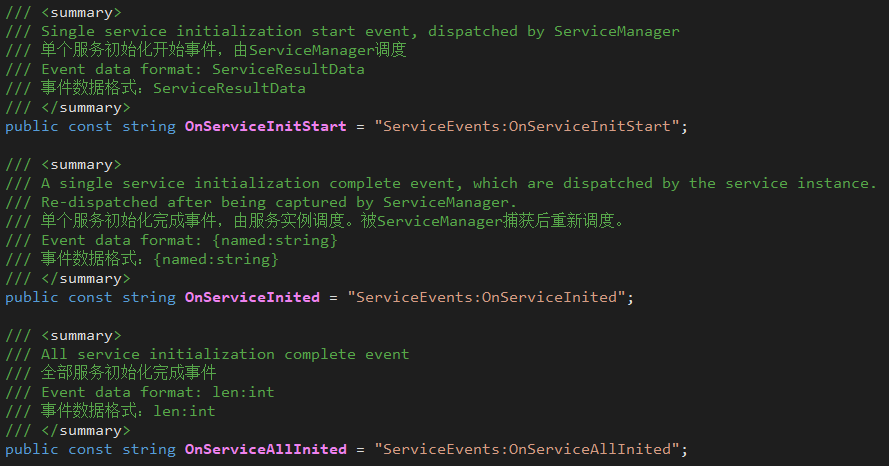 /// <summary>
/// Single service initialization start event, dispatched by ServiceManager
/// 单个服务初始化开始事件，由ServiceManager调度
/// Event data format: ServiceResultData
/// 事件数据格式：ServiceResultData
/// </summary>
public const string OnServiceInitStart = "ServiceEvents:OnServiceInitStart";
/// <summary>
/// A single service initialization complete event, which are dispatched by the service instance.
/// Re-dispatched after being captured by ServiceManager.
/// 单个服务初始化完成事件，由服务实例调度。被ServiceManager捕获后重新调度。
/// Event data format: {named:string}
/// 事件数据格式：{named:string}
/// </summary>
public const string OnServiceInited = "ServiceEvents:OnServiceInited";
/// <summary>
/// All service initialization complete event
/// 全部服务初始化完成事件
/// Event data format: len:int
/// 事件数据格式：len:int
/// </summary>
public const string OnServiceAllInited = "ServiceEvents:OnServiceAllInited";